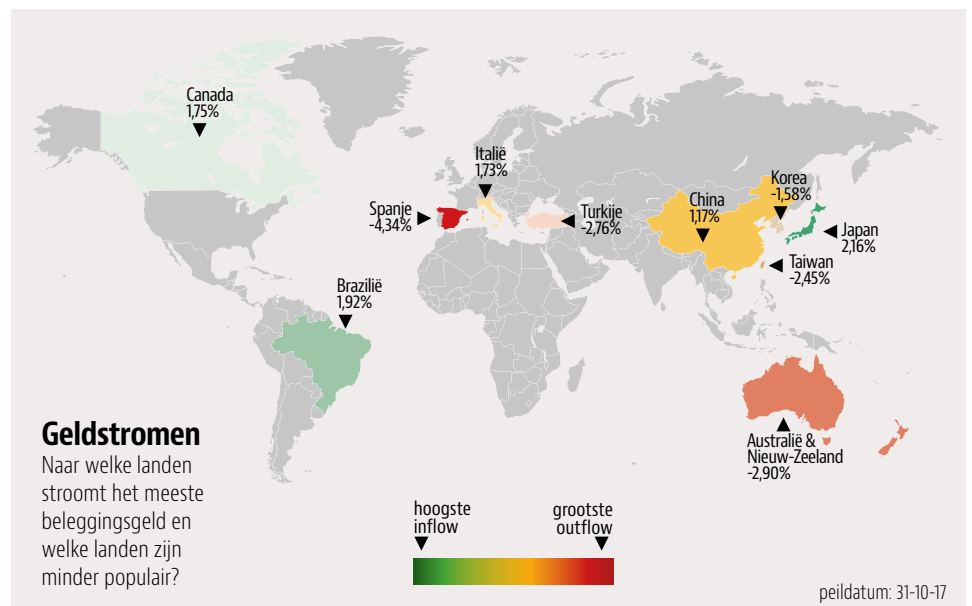 Canada
1,75%
Italië
1,73%
Spanje
-4,34%
Turkije
-2,76%
China
1,17%
Korea
-1,58%
Japan
2,16%
Taiwan
-2,45%
Brazilië
1,92%
Australië &
Nieuw-Zeeland
-2,90%
Geldstromen
Naar welke landen
stroomt het meeste
beleggingsgeld en
welke landen zijn
minder populair?
hoogste
inflow
grootste
outflow
peildatum: 31-10-17